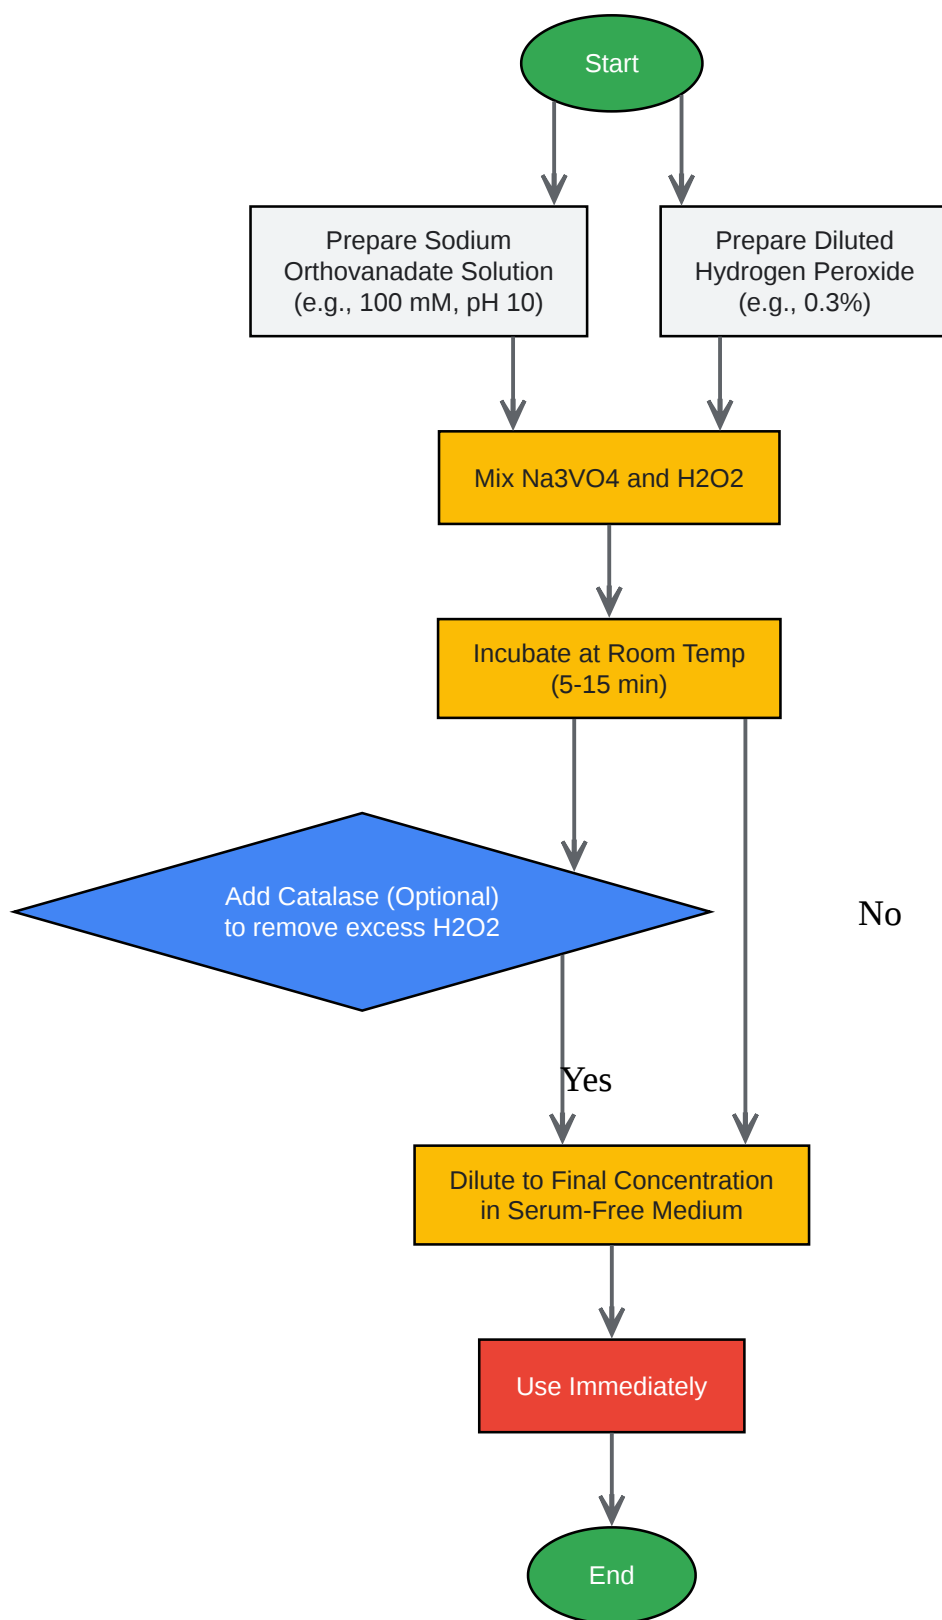 Start
Prepare Sodium
Orthovanadate Solution
(e.g., 100 mM, pH 10)
Prepare Diluted
Hydrogen Peroxide
(e.g., 0.3%)
Mix Na3VO4 and H2O2
Incubate at Room Temp
(5-15 min)
Add Catalase (Optional)
to remove excess H2O2
No
Yes
Dilute to Final Concentration
in Serum-Free Medium
Use Immediately
End